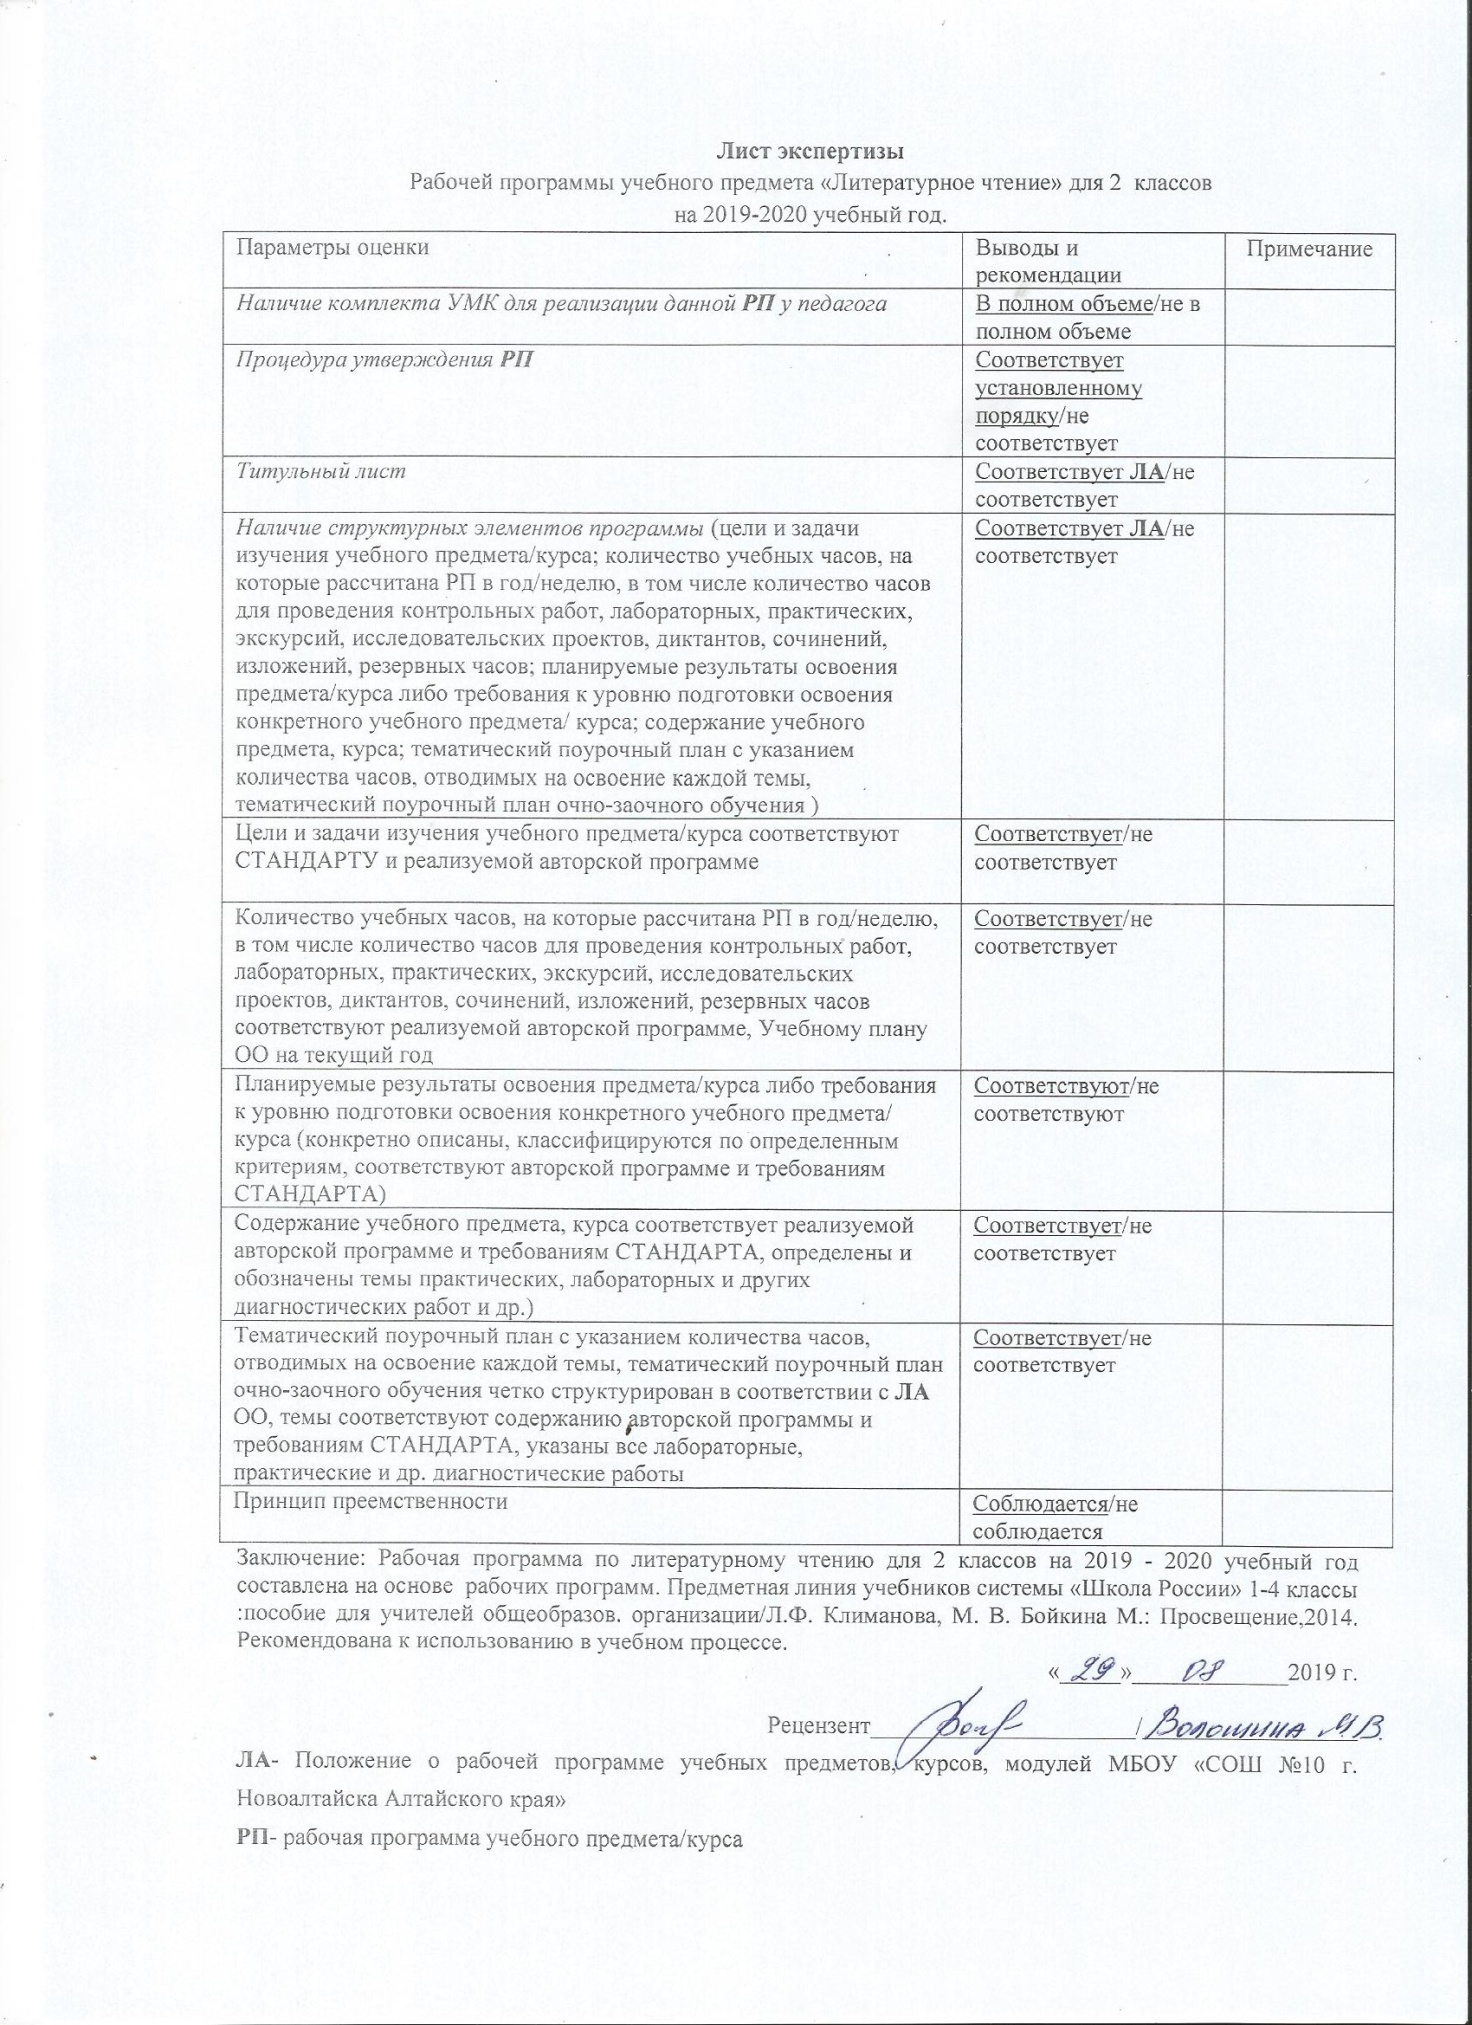 Лист экспертизы
Рабочей программы учебного предмета «Литературное чтение» для 2 классов
на 2019-2020 учебный год.
Параметры оценки
Выводы и
рекомендации
Примечание
Наличие комплекта УМК для реализации данной РП у педагога
В полном объеме/не в
полном объеме
Процедура утверждения РП
Соответствует
установленному
порядку/не
соответствует
Титульный лист
Соответствует ЛА/не
соответствует
Наличие структурных элементов программы (цели и задачи
изучения учебного предмета/курса; количество учебных часов, на
которые рассчитана РП в год/неделю, в том числе количество часов
для проведения контрольных работ, лабораторных, практических,
экскурсий, исследовательских проектов, диктантов, сочинений,
изложений, резервных часов; планируемые результаты освоения
предмета/курса либо требования к уровню подготовки освоения
конкретного учебного предмета/ курса; содержание учебного
предмета, курса; тематический поурочный план с указанием
количества часов, отводимых на освоение каждой темы,
тематический поурочный план очно-заочного обучения )
Соответствует ЛА/не
соответствует
Цели и задачи изучения учебного предмета/курса соответствуют
СТАНДАРТУ и реализуемой авторской программе
Соответствует/не
соответствует
Количество учебных часов, на которые рассчитана РП в год/неделю,
в том числе количество часов для проведения контрольных работ,
лабораторных, практических, экскурсий, исследовательских
проектов, диктантов, сочинений, изложений, резервных часов
соответствуют реализуемой авторской программе, Учебному плану
ОО на текущий год
Соответствует/не
соответствует
Планируемые результаты освоения предмета/курса либо требования
к уровню подготовки освоения конкретного учебного предмета/
курса (конкретно описаны, классифицируются по определенным
критериям, соответствуют авторской программе и требованиям
СТАНДАРТА)
Соответствуют/не
соответствуют
Содержание учебного предмета, курса соответствует реализуемой
авторской программе и требованиям СТАНДАРТА, определены и
обозначены темы практических, лабораторных и других
диагностических работ и др.)
Соответствует/не
соответствует
Тематический поурочный план с указанием количества часов,
отводимых на освоение каждой темы, тематический поурочный план
очно-заочного обучения четко структурирован в соответствии с ЛА
ОО, темы соответствуют содержанию авторской программы и
требованиям СТАНДАРТА, указаны все лабораторные,
практические и др. диагностические работы
Соответствует/не
соответствует
Принцип преемственности
Соблюдается/не
соблюдается
Заключение: Рабочая программа по литературному чтению для 2 классов на 2019 - 2020 учебный год
составлена на основе рабочих программ. Предметная линия учебников системы «Школа России» 1-4 классы
:пособие для учителей общеобразов. организации/Л.Ф. Климанова, М. В. Бойкина М.: Просвещение,2014.
Рекомендована к использованию в учебном процессе.
« 29 » 08 2019 г.
Рецензент / Волошина М.В.
ЛА- Положение о рабочей программе учебных предметов, курсов, модулей МБОУ «СОШ №10 г.
Новоалтайска Алтайского края»
РП- рабочая программа учебного предмета/курса